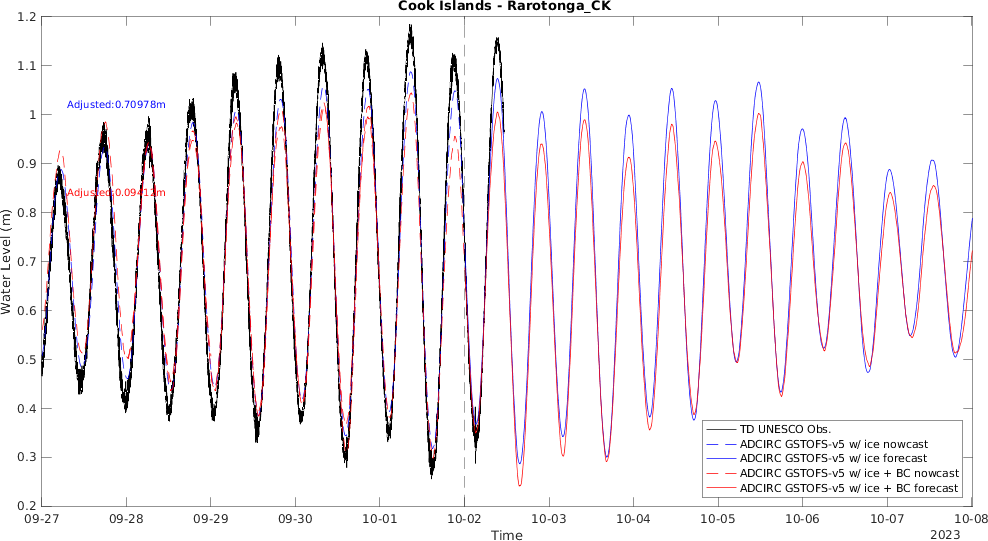 Cook Islands - Rarotonga_CK
1.2
1.1
1
0.9
0.8
0.7
0.6
0.5
0.4
0.3
0.2
Water Level (m)
Adjusted:0.70978m
Adjusted:0.09412m
TD UNESCO Obs.
ADCIRC GSTOFS-v5 w/ ice nowcast
ADCIRC GSTOFS-v5 w/ ice forecast
ADCIRC GSTOFS-v5 w/ ice + BC nowcast
ADCIRC GSTOFS-v5 w/ ice + BC forecast
09-27 09-28 09-29 09-30 10-01 10-02 10-03 10-04 10-05 10-06 10-07 10-08
Time
2023